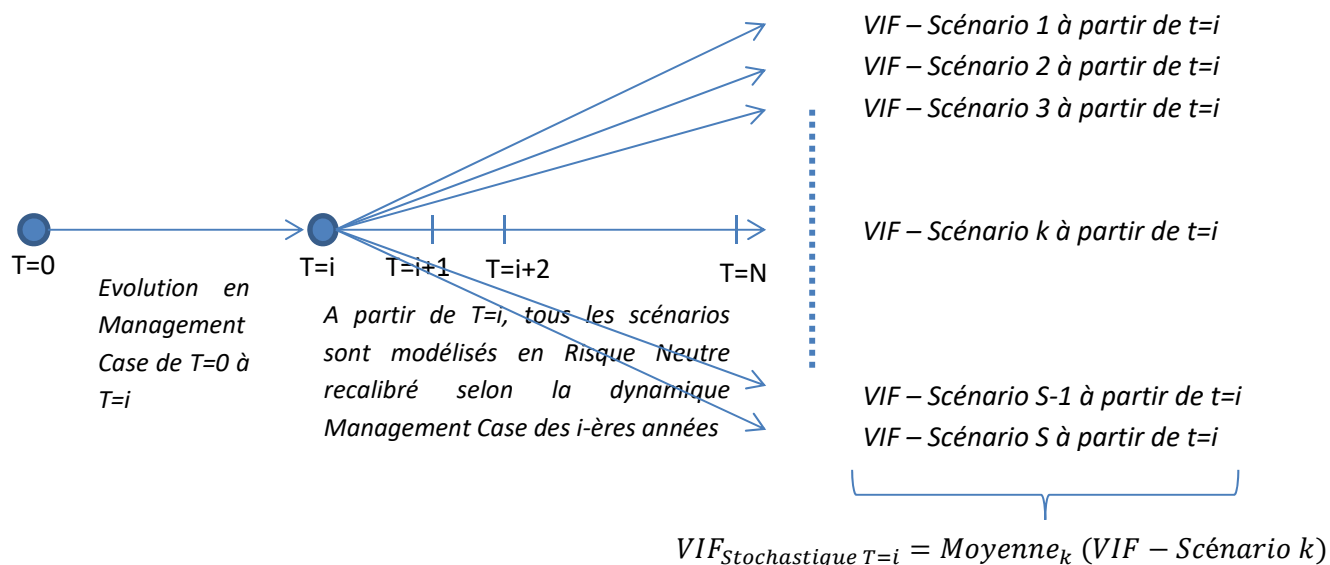 VIF – Scénario 1 à partir de t=i
VIF – Scénario 2 à partir de t=i
VIF – Scénario 3 à partir de t=i
VIF – Scénario k à partir de t=i
T=0
T=i
T=i+1
T=i+2
T=N
Evolution en
Management
Case de T=0 à
T=i
A partir de T=i, tous les scénarios
sont modélisés en Risque Neutre
recalibré selon la dynamique
Management Case des i-ères années
VIF – Scénario S-1 à partir de t=i
VIF – Scénario S à partir de t=i
VIF_{Stochastique T=i} = Moyenne_k (VIF − Scénario k)